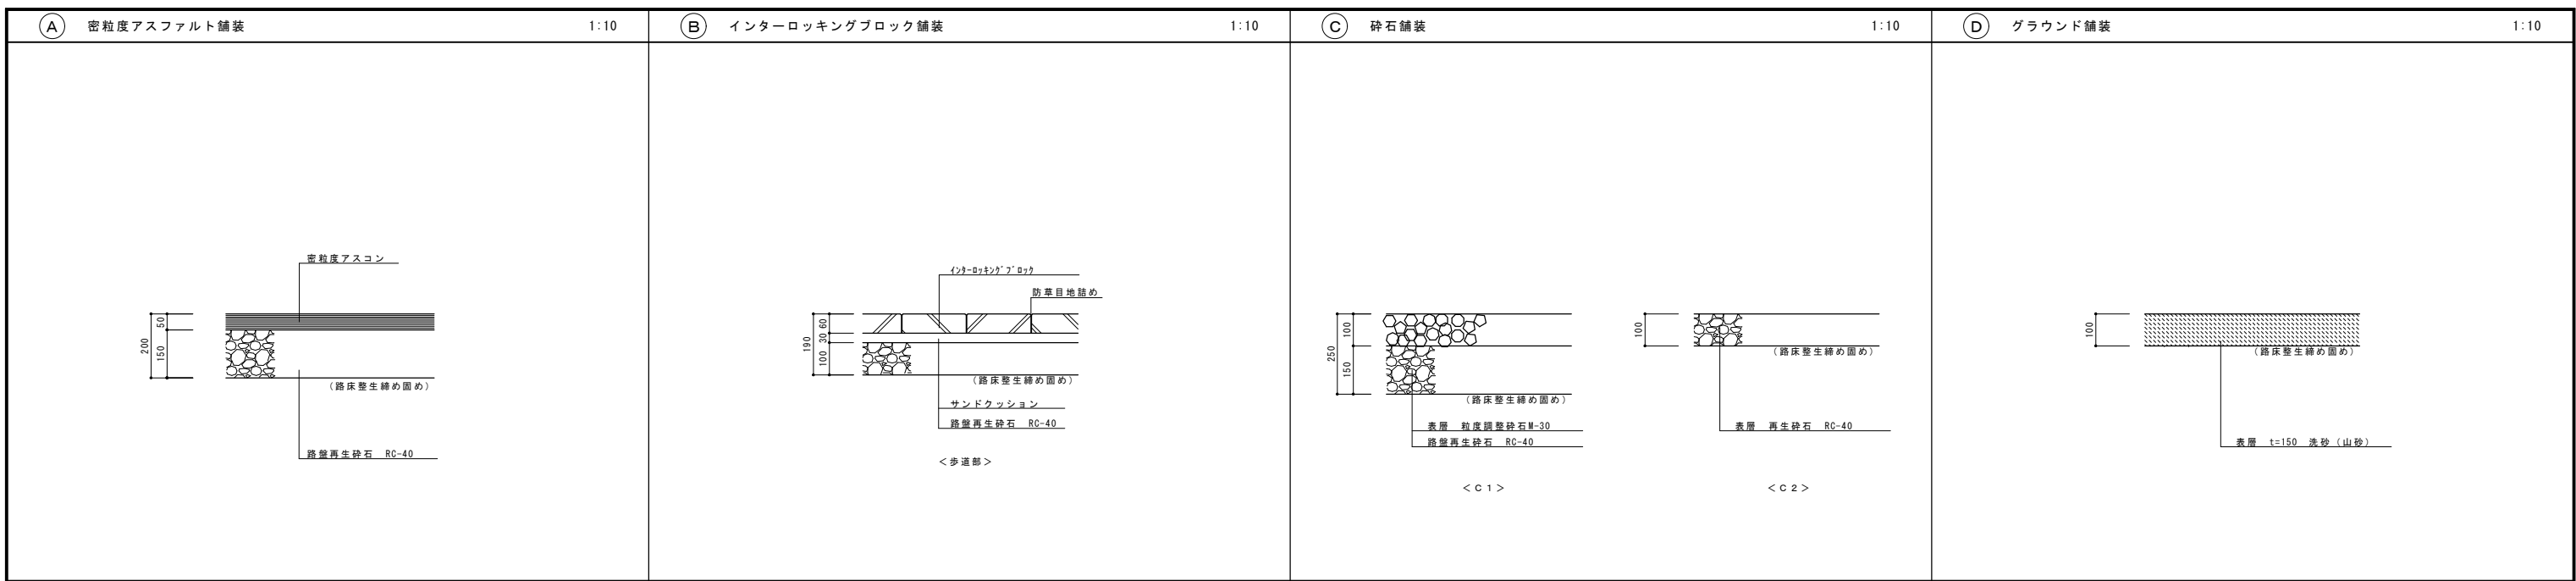 A 密粒度アスファルト舗装 1:10
密粒度アスコン
50
150
200
(路床整生締め固め)
路盤再生砕石 RC-40
B インターロッキングブロック舗装 1:10
インターロッキングブロック
防草目地詰め
60
30
100
190
(路床整生締め固め)
サンドクッション
路盤再生砕石 RC-40
<歩道部>
C 砕石舗装 1:10
100
150
250
(路床整生締め固め)
表層 粒度調整砕石M-30
路盤再生砕石 RC-40
<C1>
100
(路床整生締め固め)
表層 再生砕石 RC-40
<C2>
D グラウンド舗装 1:10
100
(路床整生締め固め)
表層 t=150 洗砂(山砂)